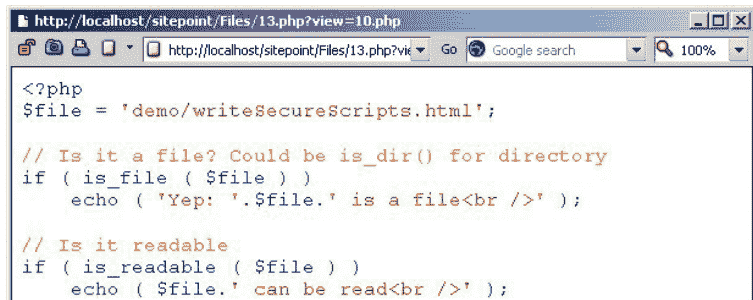 http://localhost/sitepoint/Files/13.php?view=10.php
http://localhost/sitepoint/Files/13.php?vie Go Google search 100%
<?php
$file = 'demo/writeSecureScripts.html';
// Is it a file? Could be is_dir() for directory
if ( is_file ( $file ) )
echo ( 'Yep: '.$file.' is a file<br />' );
// Is it readable
if ( is_readable ( $file ) )
echo ( $file.' can be read<br />' );